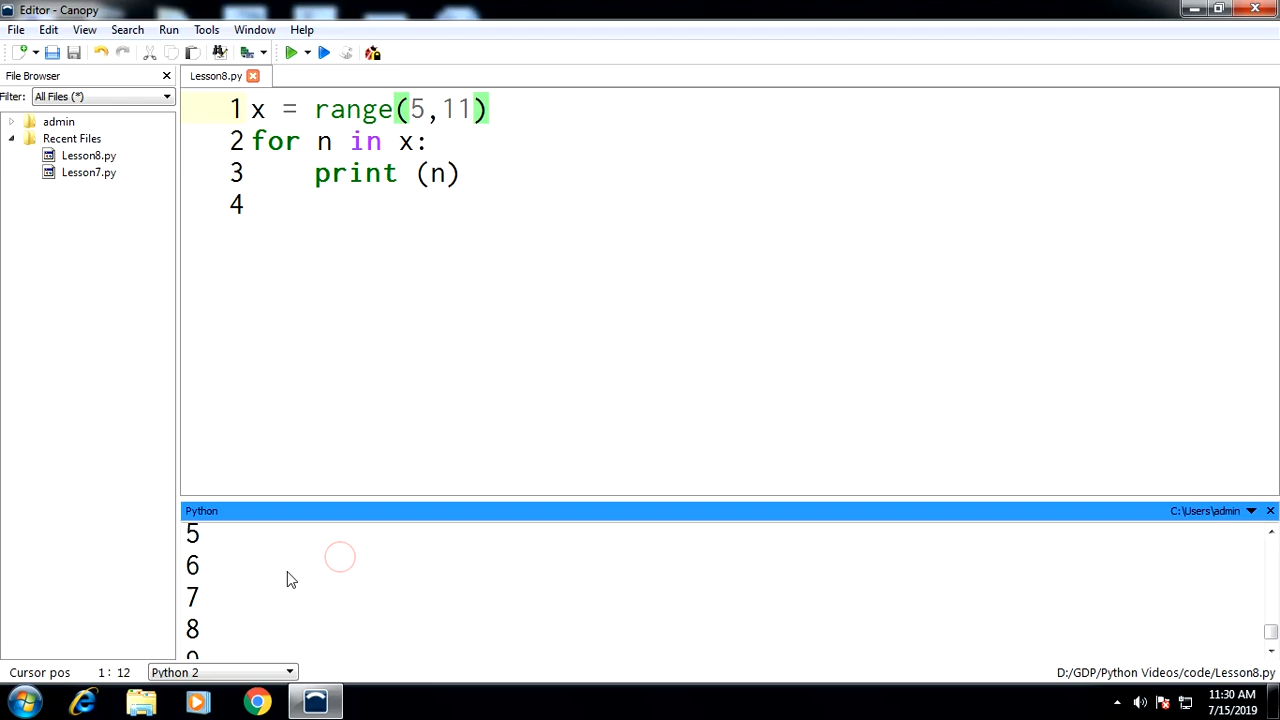 Editor - Canopy
File Edit View Search Run Tools Window Help
File Browser
Filter: All Files (*)
admin
Recent Files
Lesson8.py
Lesson7.py
Lesson8.py
1 x = range(5,11)
2 for n in x:
3 print (n)
4
Python C:\Users\admin
5
6
7
8
9
Cursor pos 1 : 12 Python 2 D:/GDP/Python Videos/code/Lesson8.py
11:30 AM
7/15/2019